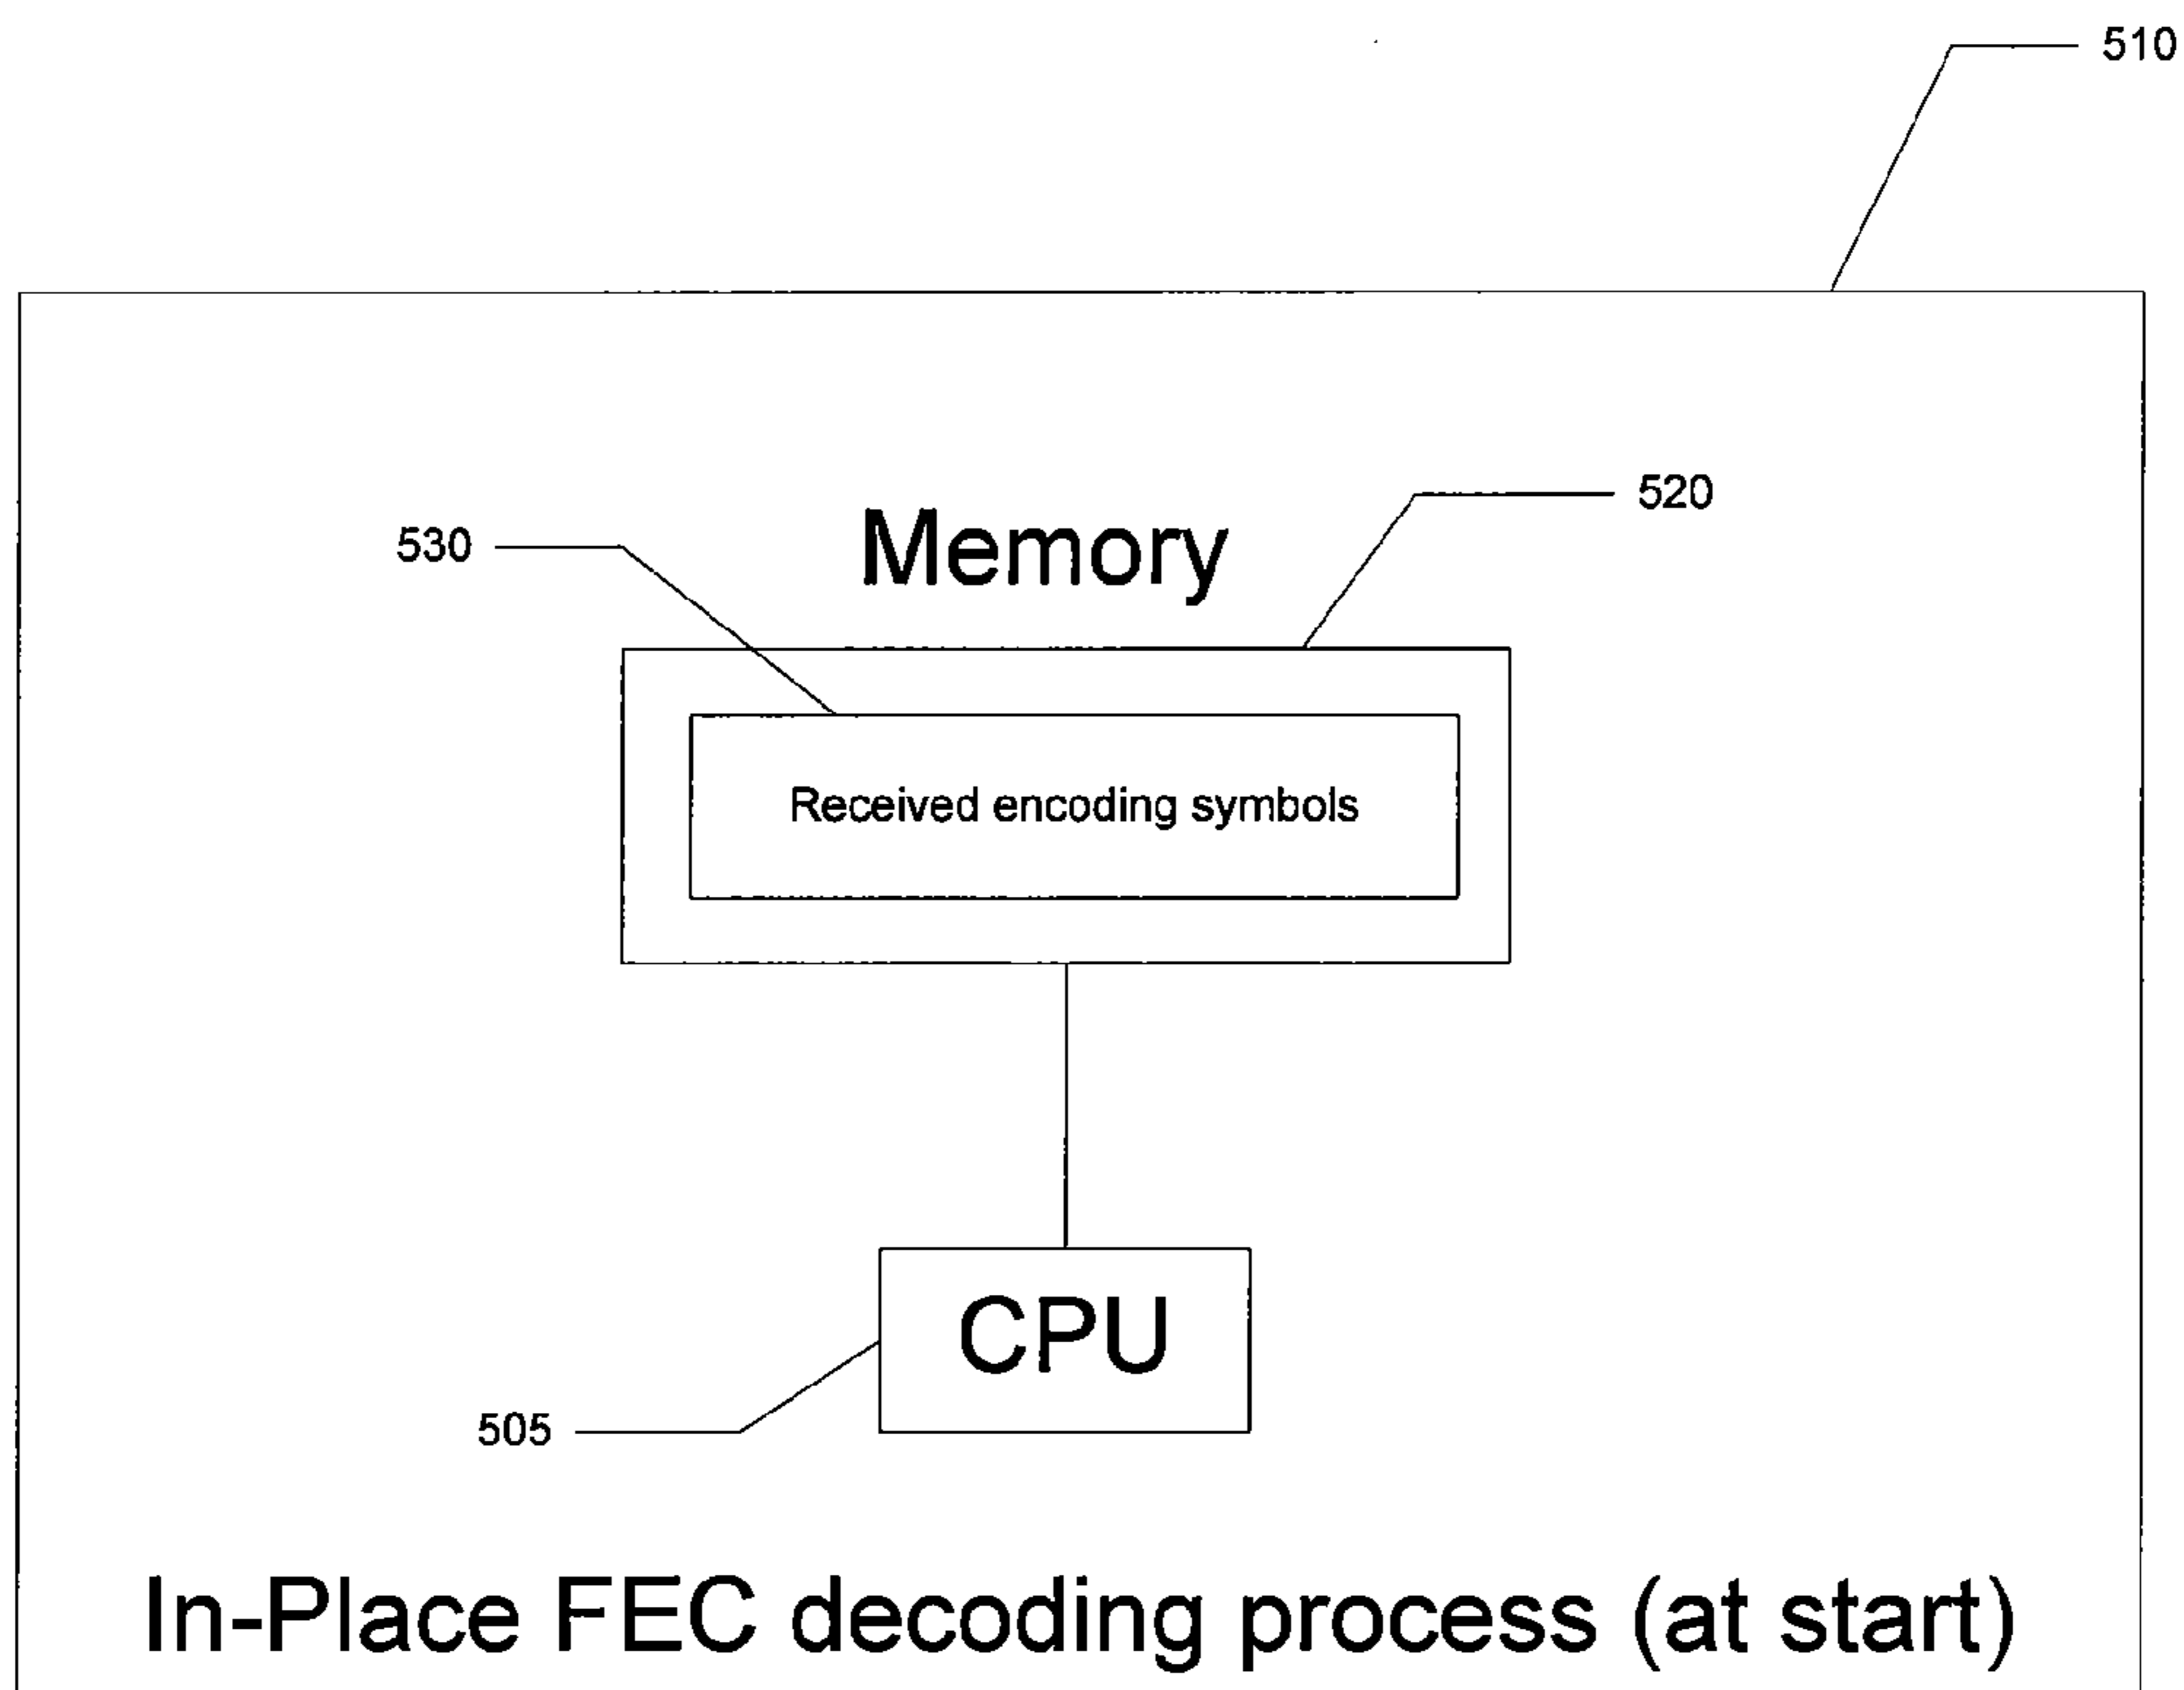 510
520
Memory
530
Received encoding symbols
CPU
505
In-Place FEC decoding process (at start)